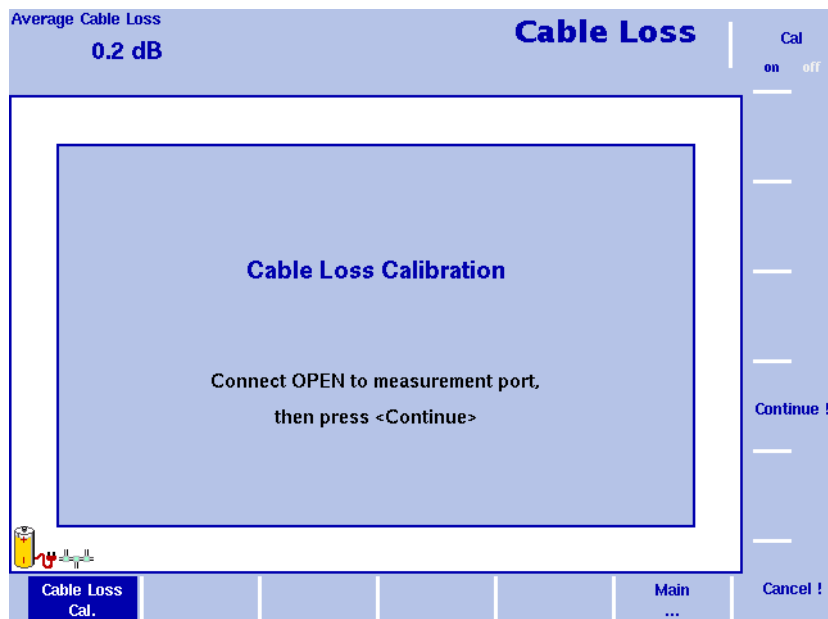 Average Cable Loss
0.2 dB
Cable Loss
Cal
on off
Cable Loss Calibration
Connect OPEN to measurement port,
then press <Continue>
Continue !
Cable Loss
Cal.
Main
...
Cancel !